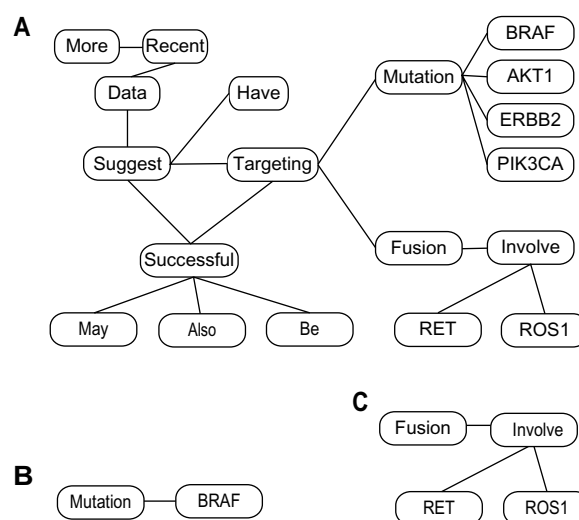 A
More Recent
Data Have
Suggest Targeting
Successful
May Also Be
Mutation
BRAF
AKT1
ERBB2
PIK3CA
Fusion Involve
RET ROS1
B
Mutation BRAF
C
Fusion Involve
RET ROS1